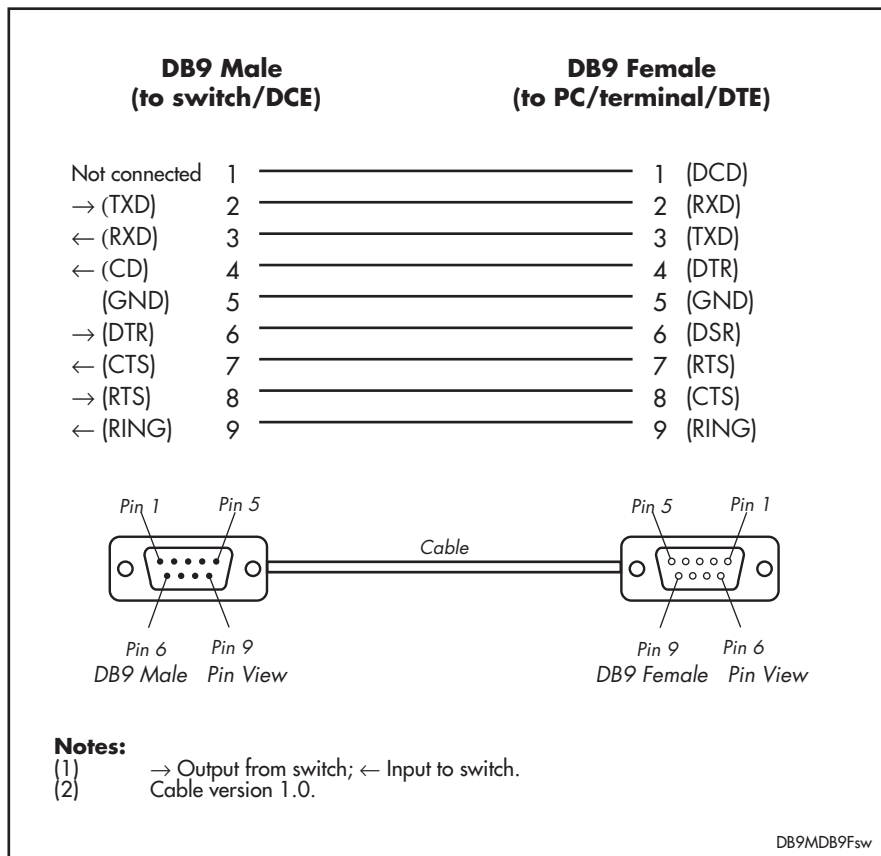 DB9 Male DB9 Female
(to switch/DCE) (to PC/terminal/DTE)
Not connected 1 1 (DCD)
→ (TXD) 2 2 (RXD)
← (RXD) 3 3 (TXD)
← (CD) 4 4 (DTR)
(GND) 5 5 (GND)
→ (DTR) 6 6 (DSR)
← (CTS) 7 7 (RTS)
→ (RTS) 8 8 (CTS)
← (RING) 9 9 (RING)
Pin 1 Pin 5 Pin 5 Pin 1
Cable
Pin 6 Pin 9 Pin 9 Pin 6
DB9 Male Pin View DB9 Female Pin View
Notes:
(1) → Output from switch; ← Input to switch.
(2) Cable version 1.0.
DB9MDB9Fsw